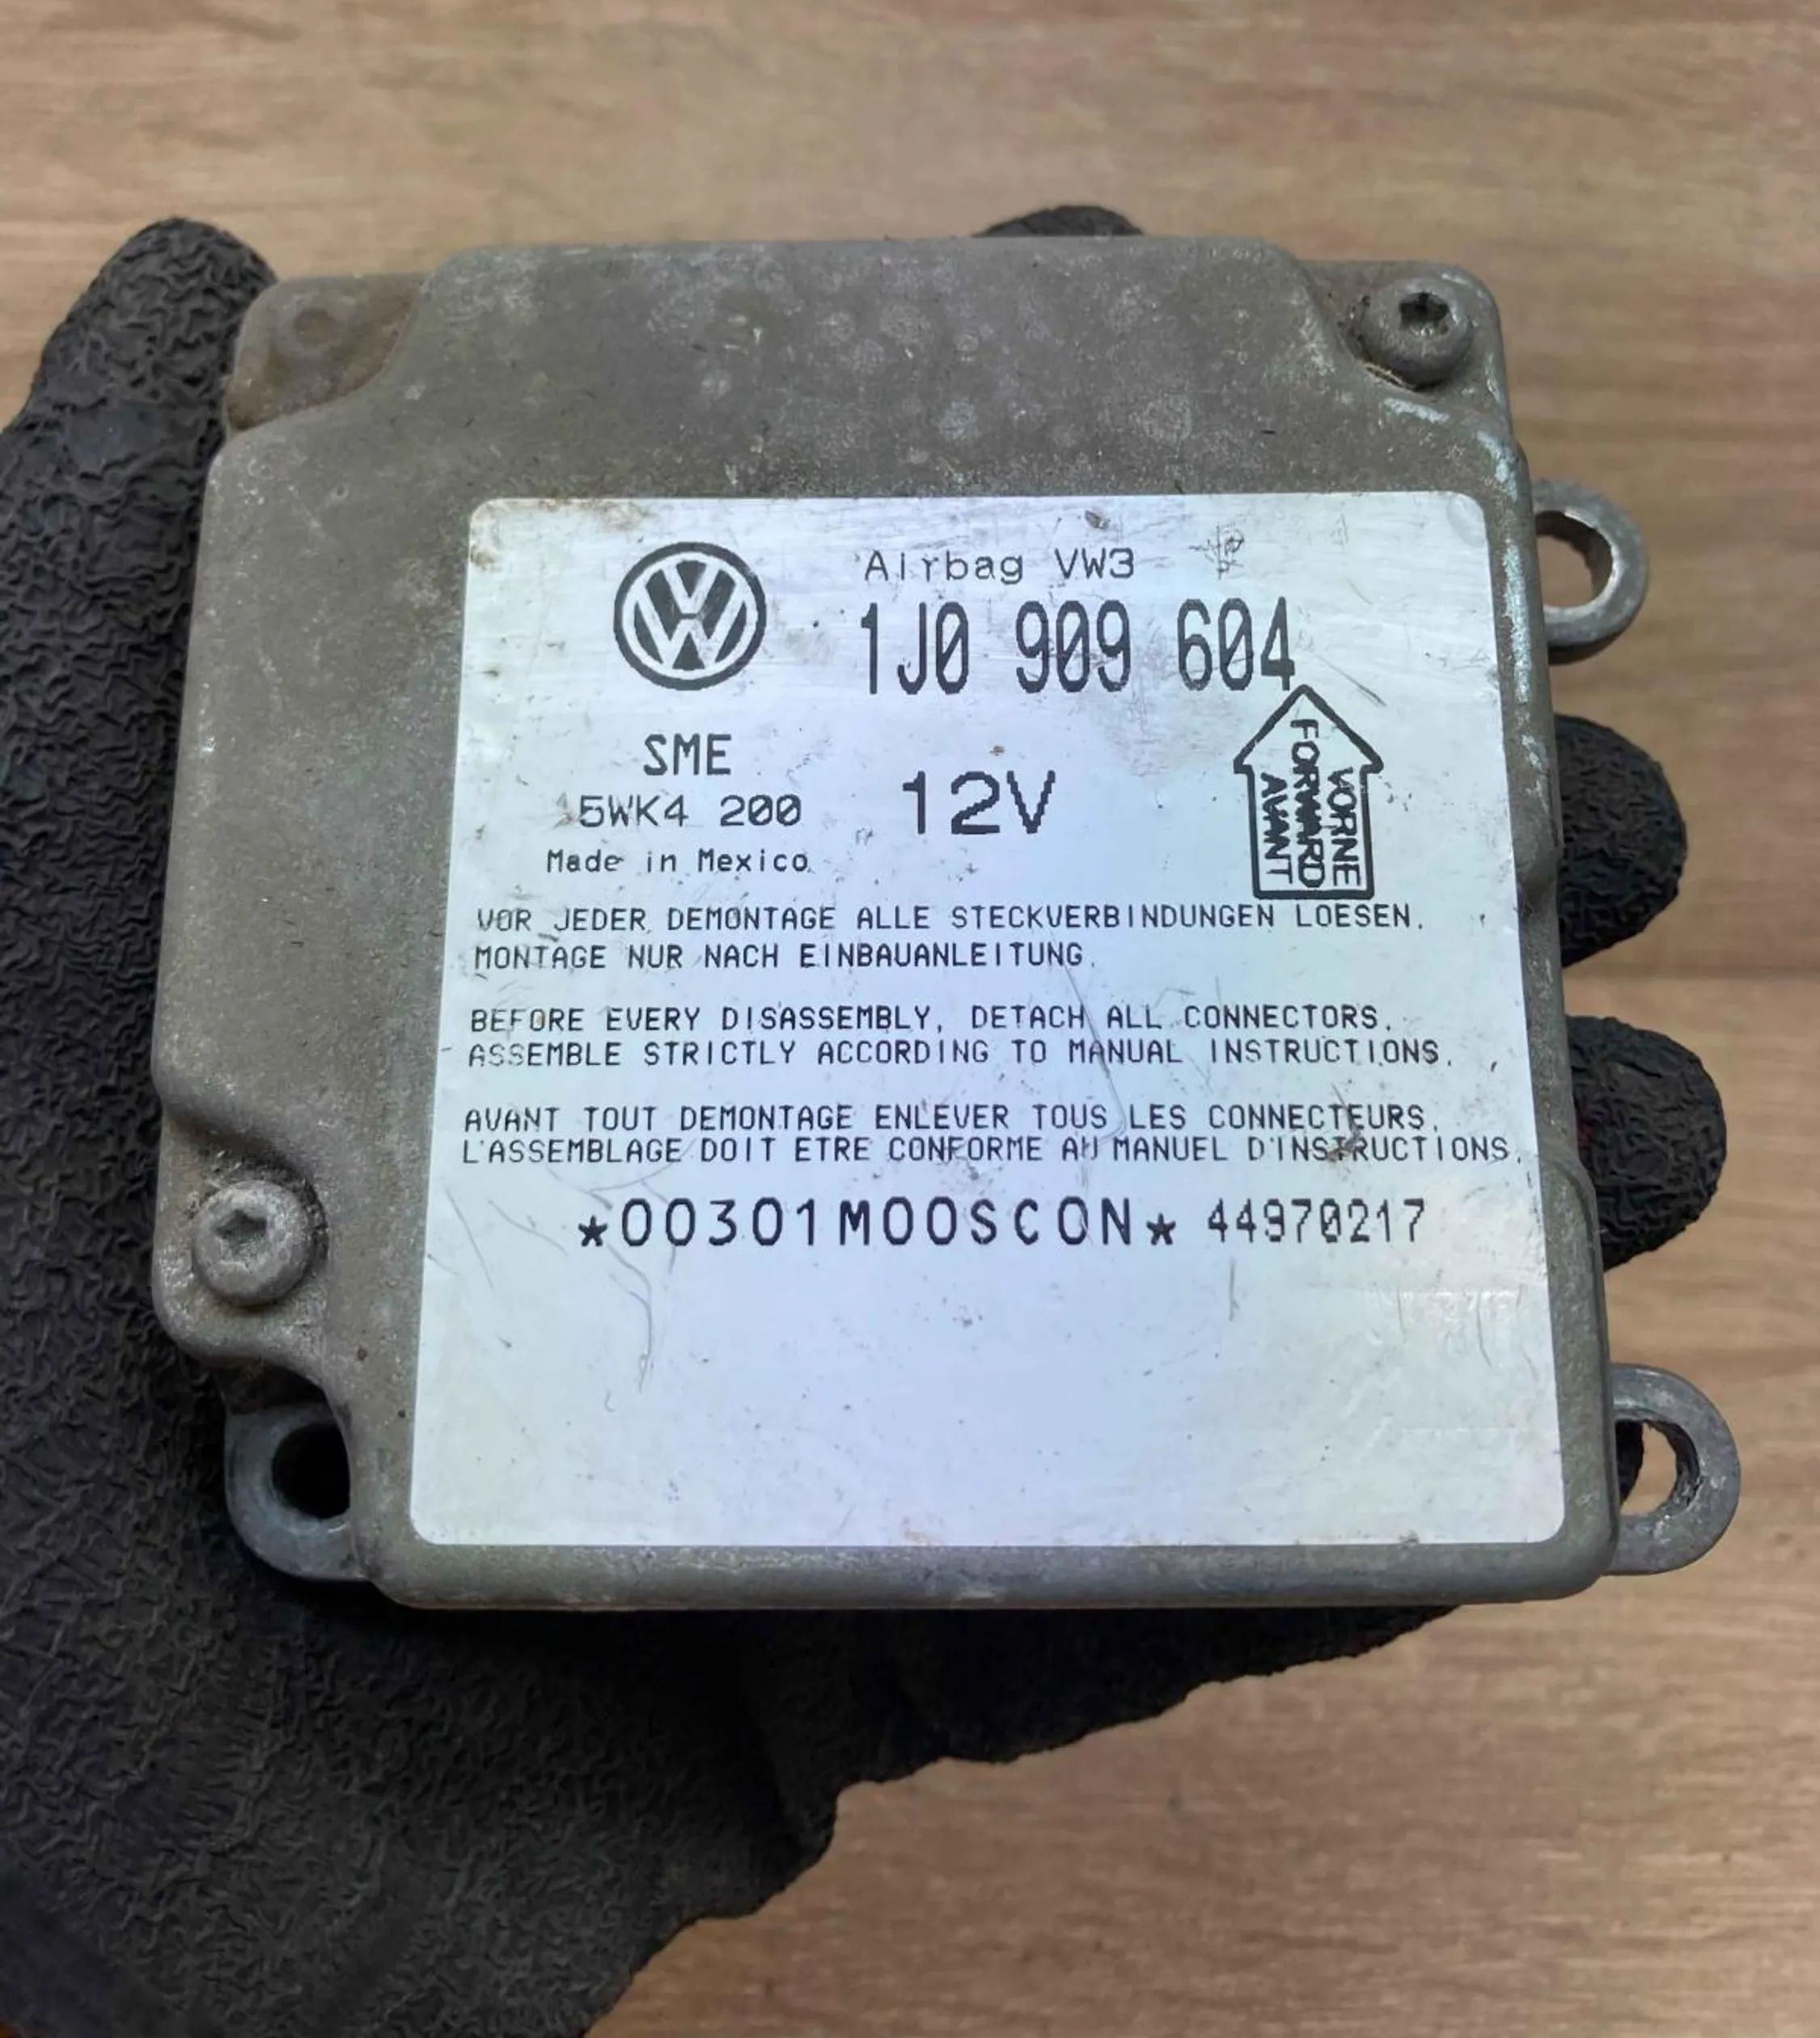 Airbag VW3
1J0 909 604
SME
5WK4 200
Made in Mexico
12V
VORNE
FORWARD
AVANT
VOR JEDER DEMONTAGE ALLE STECKVERBINDUNGEN LOESEN.
MONTAGE NUR NACH EINBAUANLEITUNG.
BEFORE EVERY DISASSEMBLY, DETACH ALL CONNECTORS.
ASSEMBLE STRICTLY ACCORDING TO MANUAL INSTRUCTIONS.
AVANT TOUT DEMONTAGE ENLEVER TOUS LES CONNECTEURS.
L'ASSEMBLAGE DOIT ETRE CONFORME AU MANUEL D'INSTRUCTIONS.
*00301M00SCON* 44970217